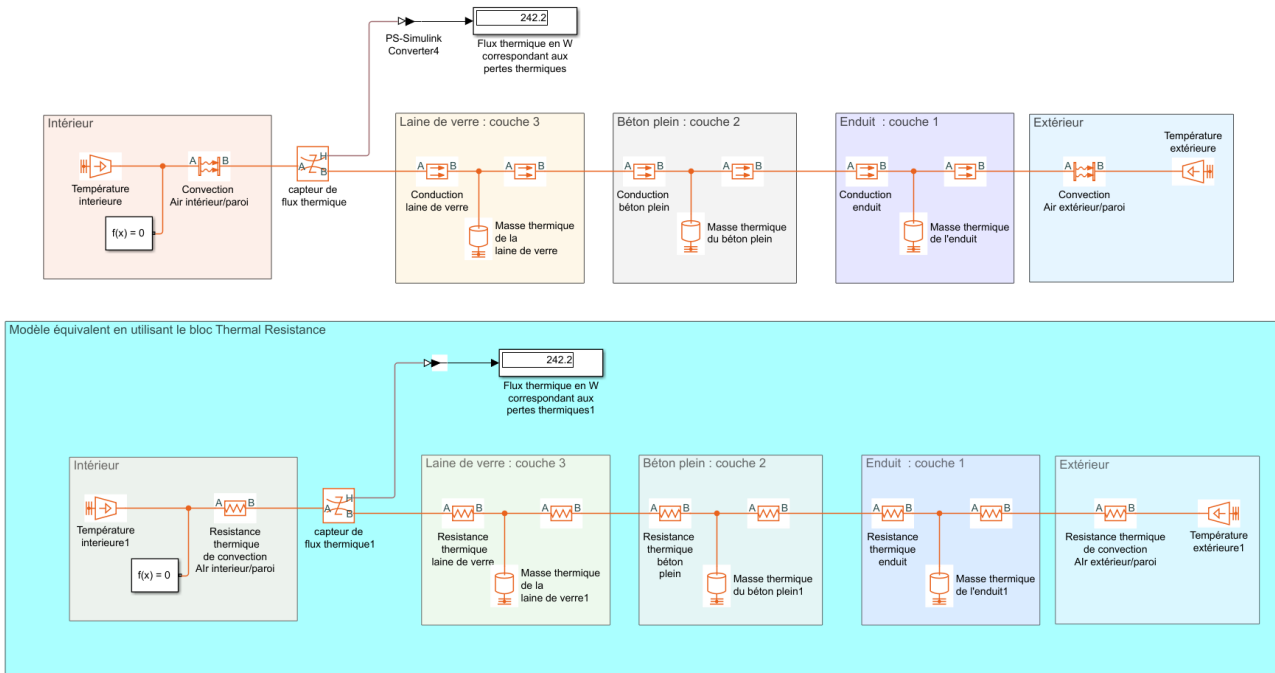 242.2
PS-Simulink
Converter4
Flux thermique en W
correspondant aux
pertes thermiques
Intérieur
A B
Température
interieure
Convection
Air intérieur/paroi
f(x) = 0
A H
B
capteur de
flux thermique
Laine de verre : couche 3
A B
A B
Conduction
laine de verre
Masse thermique
de la
laine de verre
Béton plein : couche 2
A B
A B
Conduction
béton plein
Masse thermique
du béton plein
Enduit : couche 1
A B
A B
Conduction
enduit
Masse thermique
de l'enduit
Extérieur
Température
extérieure
A B
Convection
Air extérieur/paroi
Modèle équivalent en utilisant le bloc Thermal Resistance
242.2
Flux thermique en W
correspondant aux
pertes thermiques1
Intérieur
A B
Température
interieure1
Resistance
thermique
de convection
AIr interieur/paroi
f(x) = 0
A H
B
capteur de
flux thermique1
Laine de verre : couche 3
A B
A B
Resistance
thermique
laine de verre
Masse thermique
de la
laine de verre1
Béton plein : couche 2
A B
A B
Resistance
thermique
béton
plein
Masse thermique
du béton plein1
Enduit : couche 1
A B
A B
Resistance
thermique
enduit
Masse thermique
de l'enduit1
Extérieur
A B
Resistance thermique
de convection
AIr extérieur/paroi
Température
extérieure1